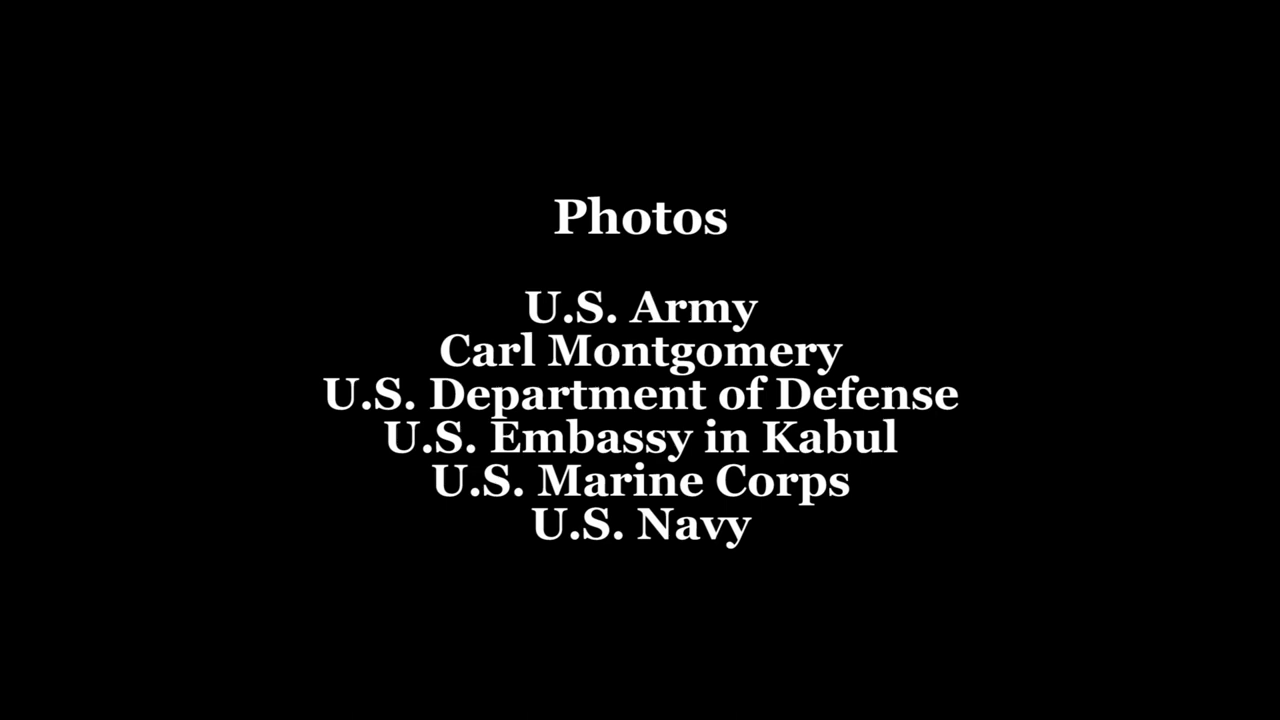 Photos
U.S. Army
Carl Montgomery
U.S. Department of Defense
U.S. Embassy in Kabul
U.S. Marine Corps
U.S. Navy